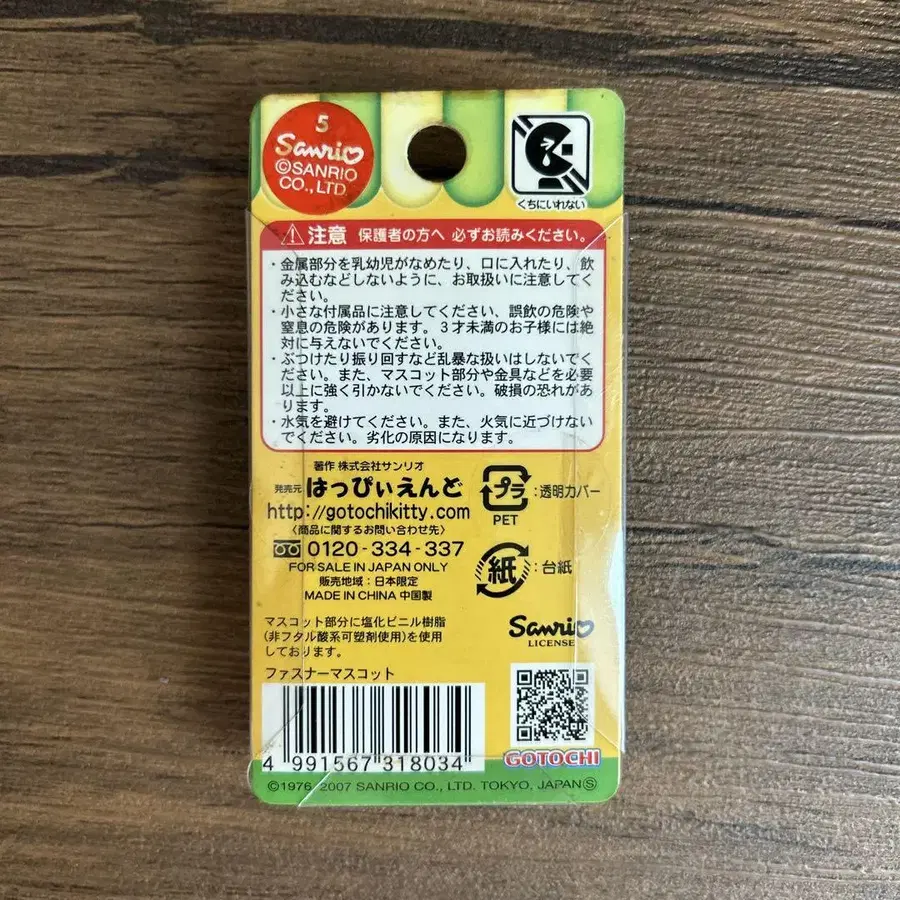 5
Sanrio
©SANRIO
CO., LTD.
くちにいれない
注意 保護者の方へ 必ずお読みください。
・金属部分を乳幼児がなめたり、口に入れたり、飲
み込むなどしないように、お取扱いに注意してく
ださい。
・小さな付属品に注意してください、誤飲の危険や
窒息の危険があります。３才未満のお子様には絶
対に与えないでください。
・ぶつけたり振り回すなど乱暴な扱いはしないでく
ださい。また、マスコット部分や金具などを必要
以上に強く引かないでください。破損の恐れがあ
ります。
・水気を避けてください。また、火気に近づけない
でください。劣化の原因になります。
著作 株式会社サンリオ
発売元 はっぴぃえんど
http://gotochikitty.com
〈商品に関するお問い合わせ先〉
0120-334-337
FOR SALE IN JAPAN ONLY
販売地域：日本限定
MADE IN CHINA 中国製
プラ ：透明カバー
PET
紙 ：台紙
マスコット部分に塩化ビニル樹脂
(非フタル酸系可塑剤使用)を使用
しております。
Sanrio
LICENSE
ファスナーマスコット
4 991567 318034
GOTOCHI
©1976, 2007 SANRIO CO., LTD. TOKYO, JAPAN Ⓢ